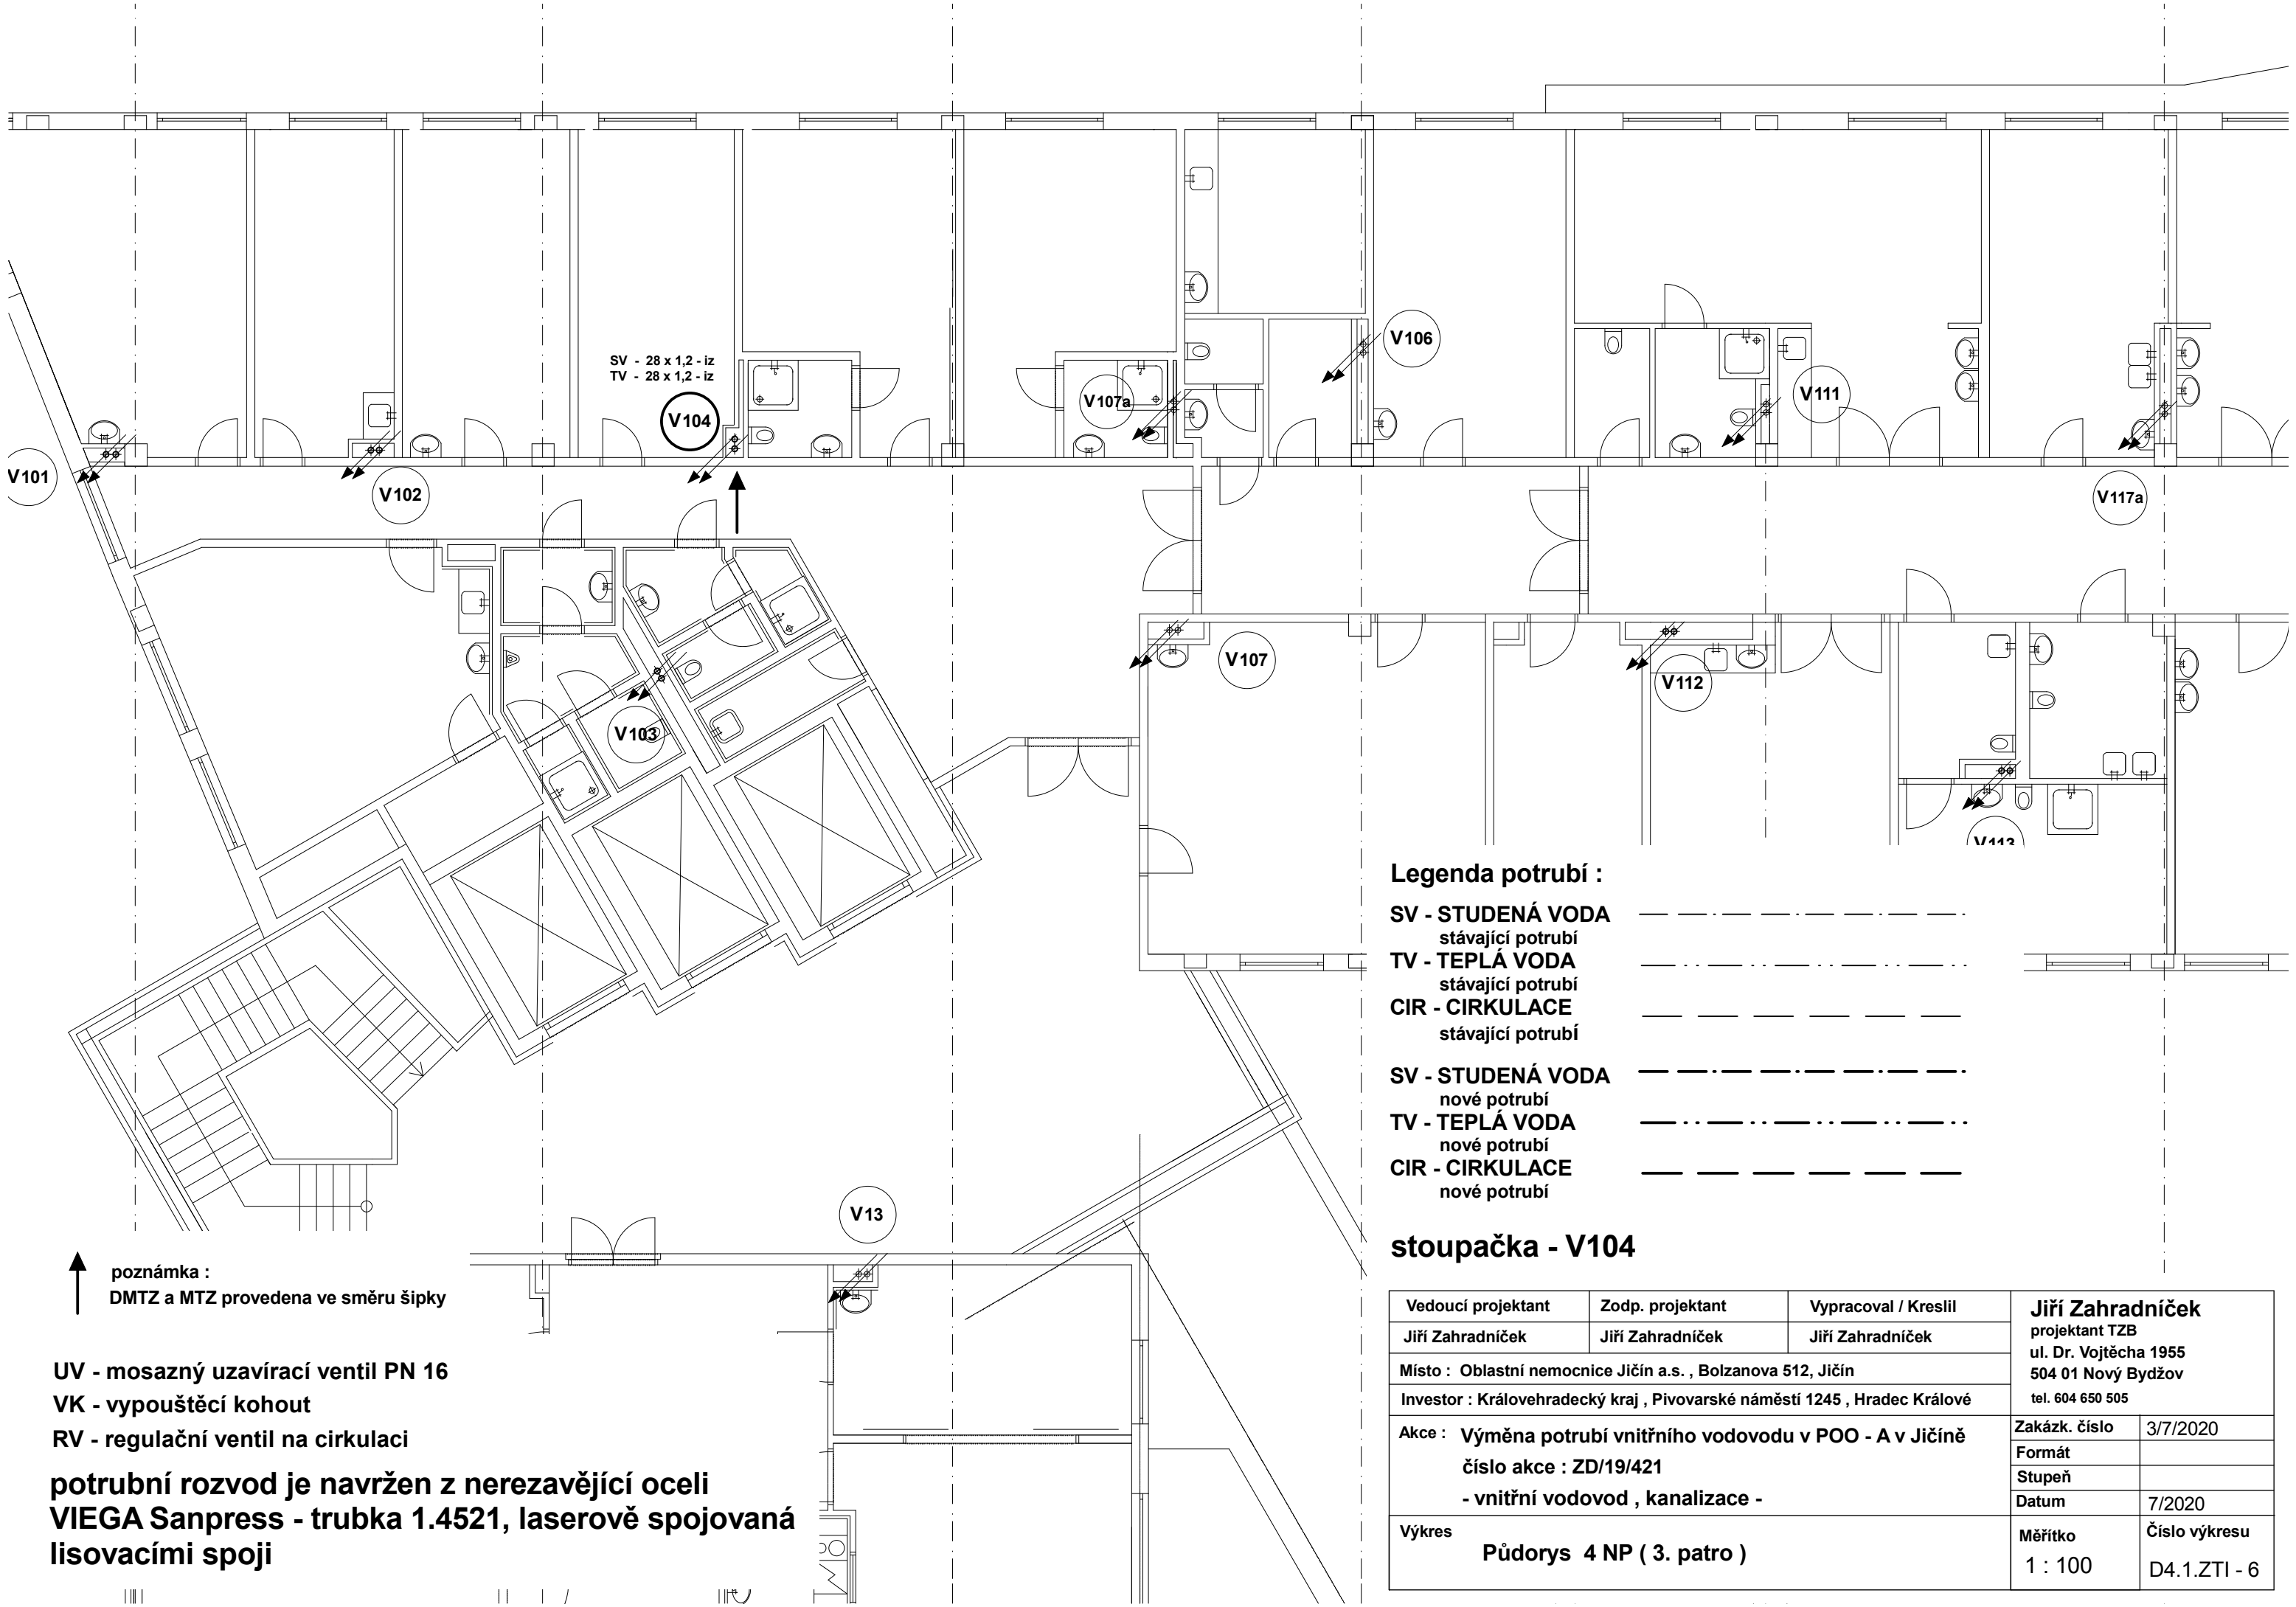 SV - 28 x 1,2 - iz
TV - 28 x 1,2 - iz
V104
V106
V107a
V111
V101
V102
V117a
V107
V112
V103
V113
Legenda potrubí :
SV - STUDENÁ VODA
stávající potrubí
TV - TEPLÁ VODA
stávající potrubí
CIR - CIRKULACE
stávající potrubí
SV - STUDENÁ VODA
nové potrubí
TV - TEPLÁ VODA
nové potrubí
CIR - CIRKULACE
nové potrubí
V13
stoupačka - V104
poznámka :
DMTZ a MTZ provedena ve směru šipky
UV - mosazný uzavírací ventil PN 16
VK - vypouštěcí kohout
RV - regulační ventil na cirkulaci
potrubní rozvod je navržen z nerezavějící oceli
VIEGA Sanpress - trubka 1.4521, laserově spojovaná
lisovacími spoji
Vedoucí projektant Zodp. projektant Vypracoval / Kreslil
Jiří Zahradníček Jiří Zahradníček Jiří Zahradníček
Místo : Oblastní nemocnice Jičín a.s. , Bolzanova 512, Jičín
Investor : Královehradecký kraj , Pivovarské náměstí 1245 , Hradec Králové
Akce : Výměna potrubí vnitřního vodovodu v POO - A v Jičíně
číslo akce : ZD/19/421
- vnitřní vodovod , kanalizace -
Výkres
Půdorys 4 NP ( 3. patro )
Jiří Zahradníček
projektant TZB
ul. Dr. Vojtěcha 1955
504 01 Nový Bydžov
tel. 604 650 505
Zakázk. číslo 3/7/2020
Formát
Stupeň
Datum 7/2020
Měřítko Číslo výkresu
1 : 100 D4.1.ZTI - 6